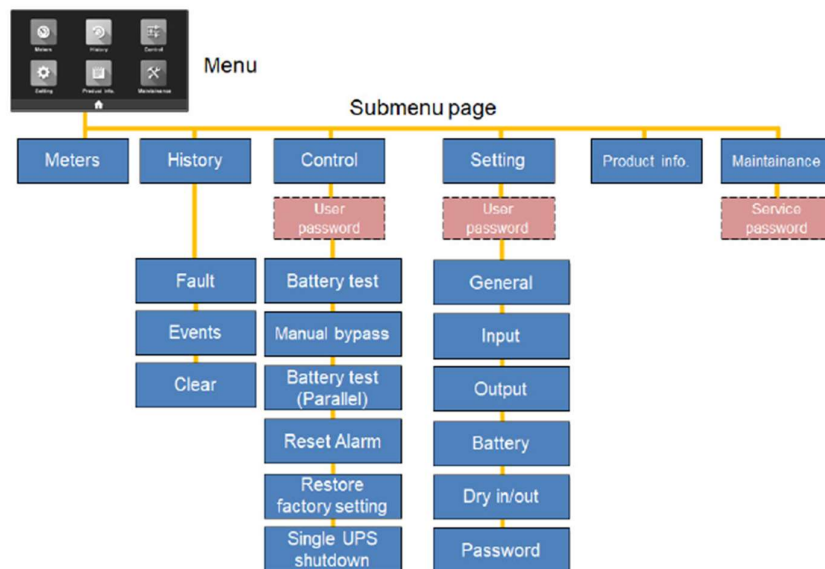 Meters History Control
Setting Product info. Maintainance
Menu
Submenu page
Meters
History
Control
Setting
Product info.
Maintainance
User
password
User
password
Service
password
Fault
Events
Clear
Battery test
Manual bypass
Battery test
(Parallel)
Reset Alarm
Restore
factory setting
Single UPS
shutdown
General
Input
Output
Battery
Dry in/out
Password